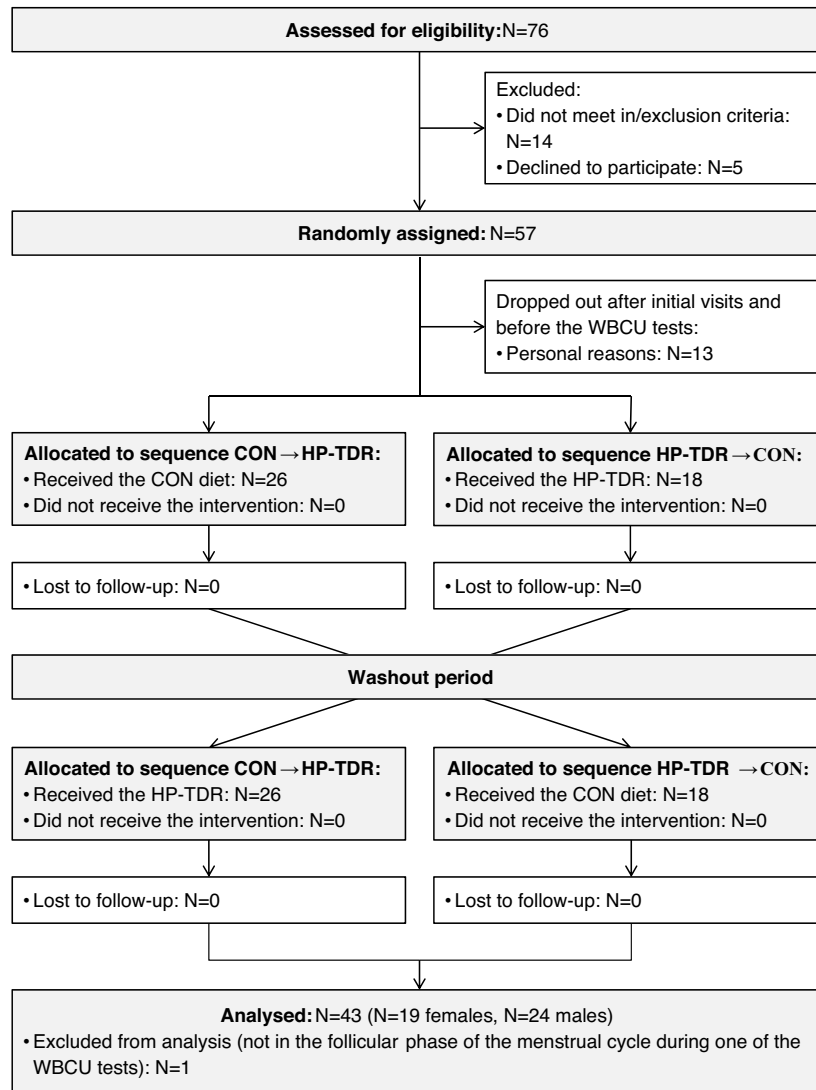 Assessed for eligibility: N=76
Excluded:
• Did not meet in/exclusion criteria:
N=14
• Declined to participate: N=5
Randomly assigned: N=57
Dropped out after initial visits and
before the WBCU tests:
• Personal reasons: N=13
Allocated to sequence CON→HP-TDR:
• Received the CON diet: N=26
• Did not receive the intervention: N=0
Allocated to sequence HP-TDR→CON:
• Received the HP-TDR: N=18
• Did not receive the intervention: N=0
• Lost to follow-up: N=0
• Lost to follow-up: N=0
Washout period
Allocated to sequence CON→HP-TDR:
• Received the HP-TDR: N=26
• Did not receive the intervention: N=0
Allocated to sequence HP-TDR →CON:
• Received the CON diet: N=18
• Did not receive the intervention: N=0
• Lost to follow-up: N=0
• Lost to follow-up: N=0
Analysed: N=43 (N=19 females, N=24 males)
• Excluded from analysis (not in the follicular phase of the menstrual cycle during one of the
WBCU tests): N=1